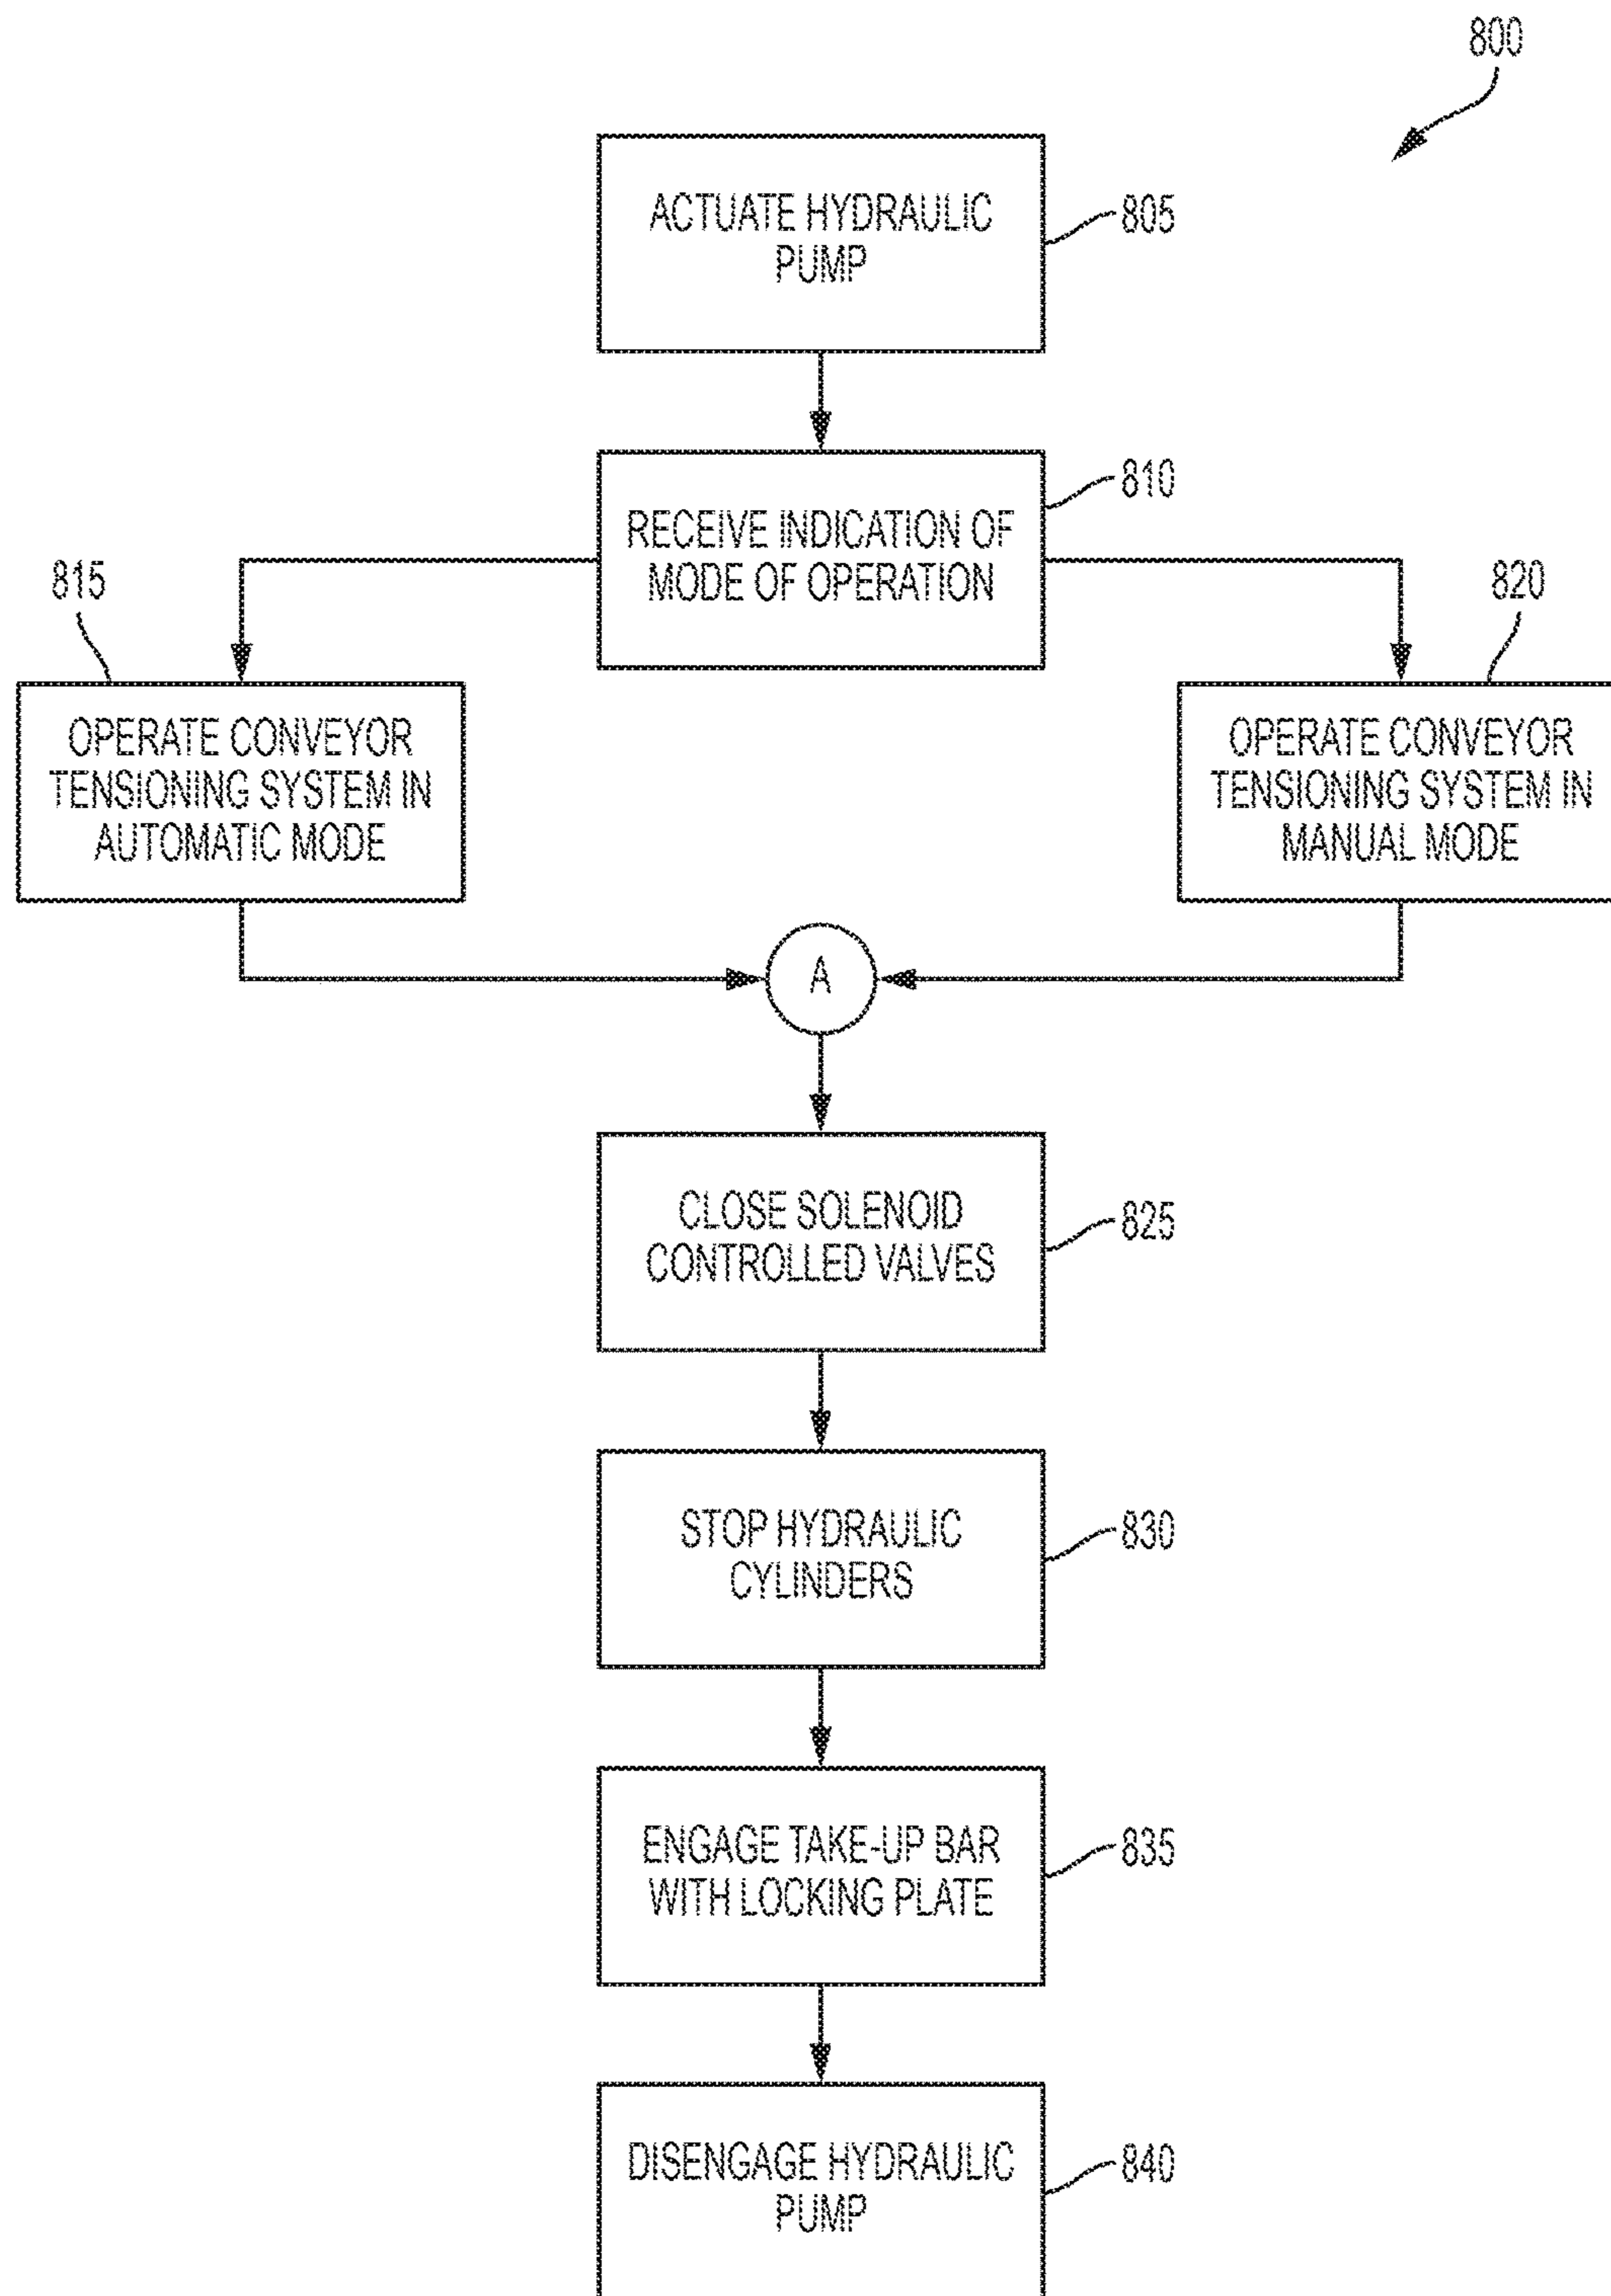 800
ACTUATE HYDRAULIC
PUMP
805
810
RECEIVE INDICATION OF
MODE OF OPERATION
815
OPERATE CONVEYOR
TENSIONING SYSTEM IN
AUTOMATIC MODE
820
OPERATE CONVEYOR
TENSIONING SYSTEM IN
MANUAL MODE
A
CLOSE SOLENOID
CONTROLLED VALVES
825
STOP HYDRAULIC
CYLINDERS
830
ENGAGE TAKE-UP BAR
WITH LOCKING PLATE
835
DISENGAGE HYDRAULIC
PUMP
840